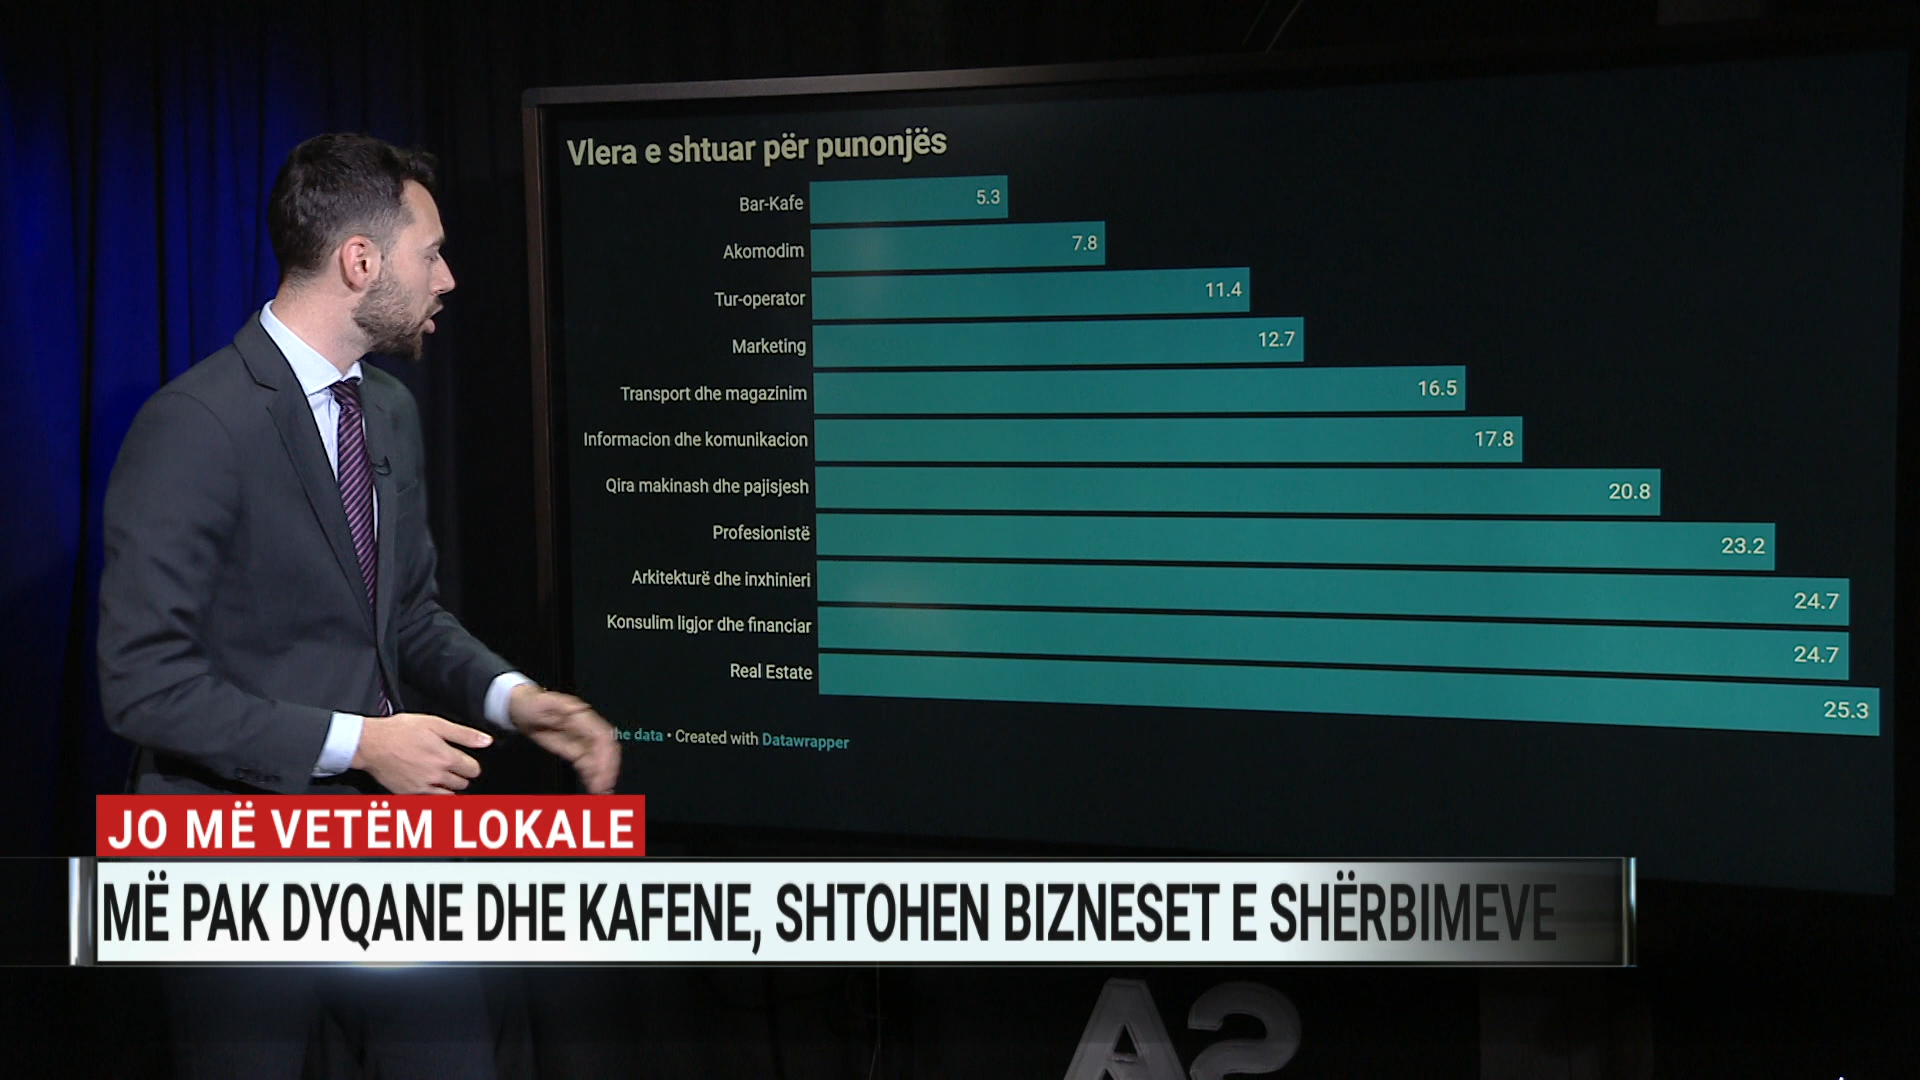 Vlera e shtuar për punonjës
Bar-Kafe 5.3
Akomodim 7.8
Tur-operator 11.4
Marketing 12.7
Transport dhe magazinim 16.5
Informacion dhe komunikacion 17.8
Qira makinash dhe pajisjesh 20.8
Profesionistë 23.2
Arkitekturë dhe inxhinieri 24.7
Konsulim ligjor dhe financiar 24.7
Real Estate 25.3
the data • Created with Datawrapper
JO MË VETËM LOKALE
MË PAK DYQANE DHE KAFENE, SHTOHEN BIZNESET E SHËRBIMEVE
A2